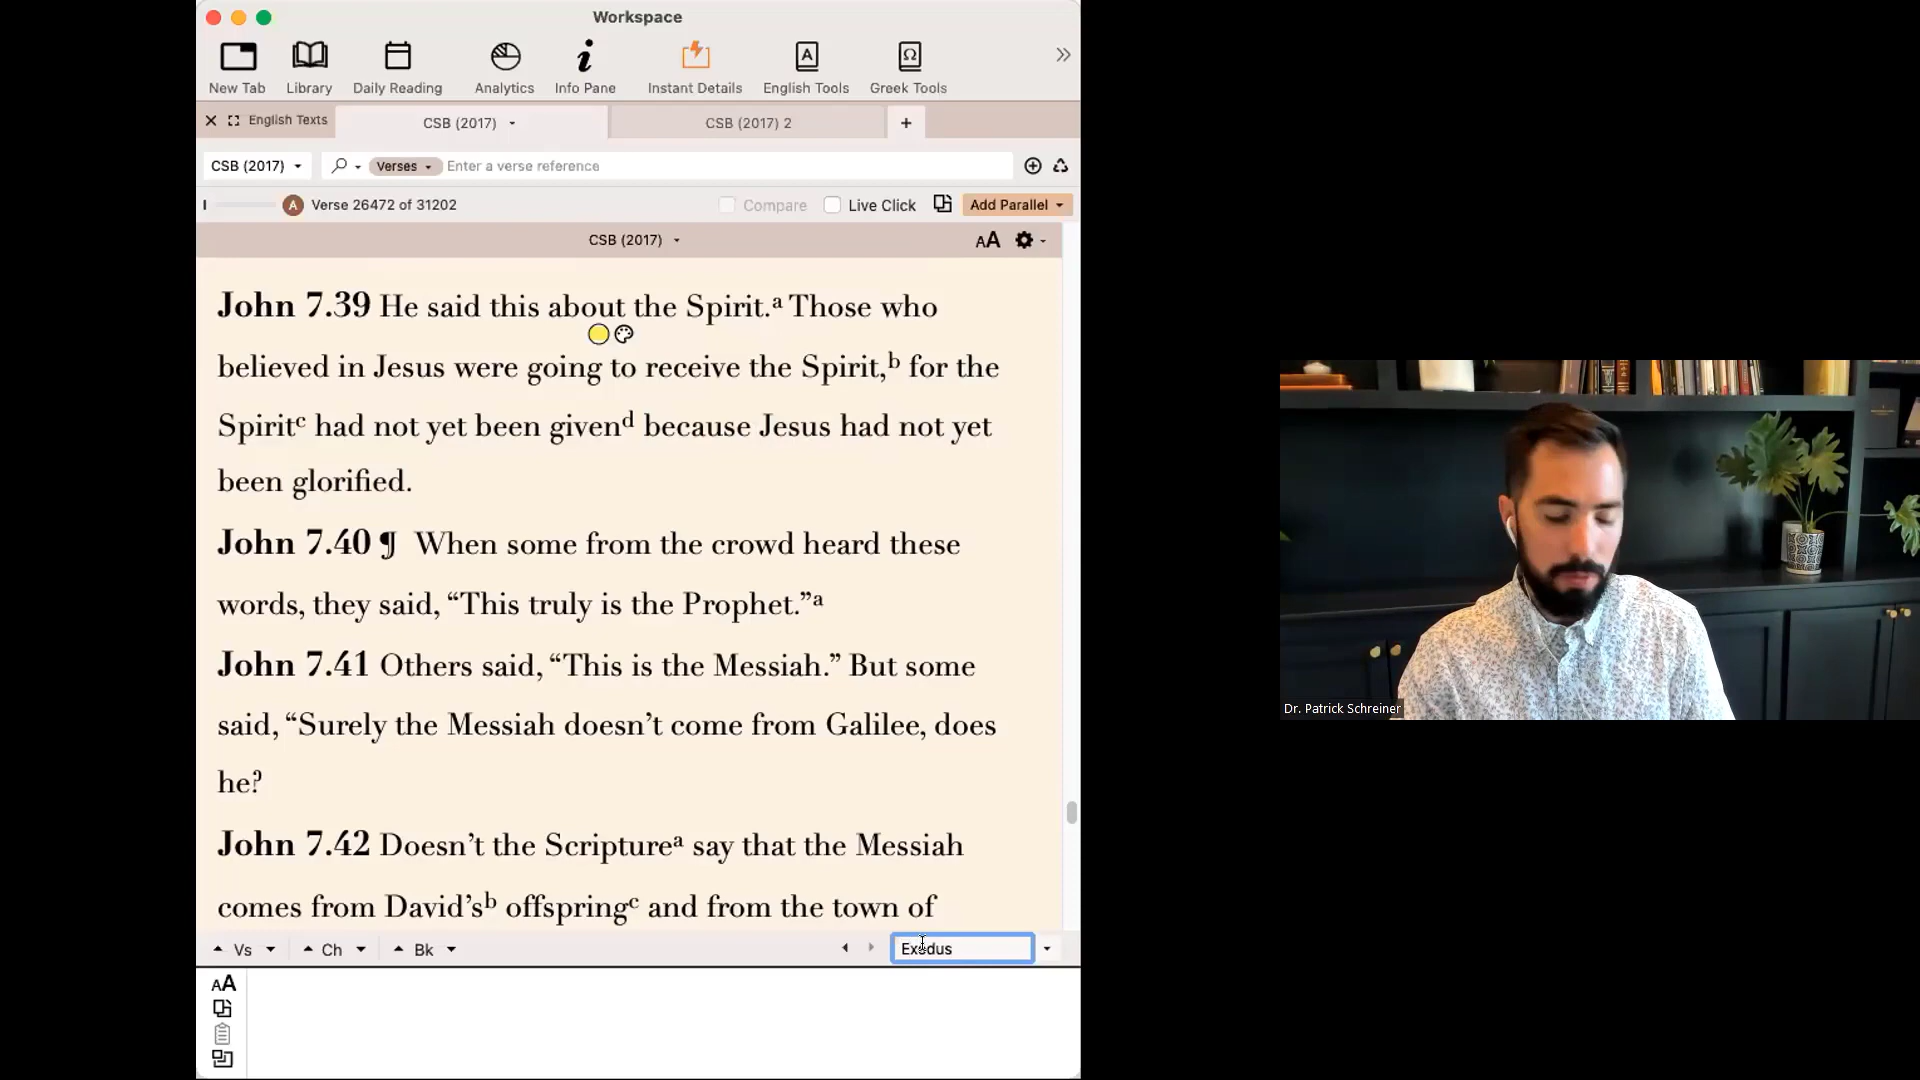 Workspace
New Tab
Library
Daily Reading
Analytics
Info Pane
Instant Details
English Tools
Greek Tools
English Texts
CSB (2017)
CSB (2017) 2
CSB (2017)
Verses
Enter a verse reference
A
Verse 26472 of 31202
Compare
Live Click
Add Parallel
CSB (2017)
AA
John 7.39 He said this about the Spirit.ª Those who
believed in Jesus were going to receive the Spirit,ᵇ for the
Spiritᶜ had not yet been givenᵈ because Jesus had not yet
been glorified.
John 7.40 ¶ When some from the crowd heard these
words, they said, “This truly is the Prophet.”ª
John 7.41 Others said, “This is the Messiah.” But some
said, “Surely the Messiah doesn’t come from Galilee, does
he?
John 7.42 Doesn’t the Scriptureª say that the Messiah
comes from David’sᵇ offspringᶜ and from the town of
Vs
Ch
Bk
Exodus
AA
Dr. Patrick Schreiner